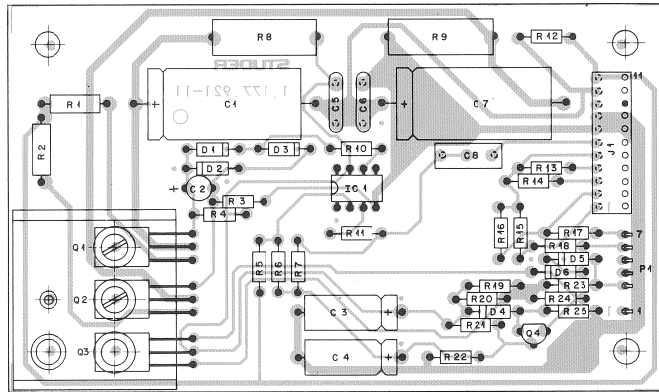 R8
R9
R12
STUDER
1.177.921-11
11
R1
C1
C5
C6
C7
J1
R2
D1
D3
R10
C8
D2
R13
IC1
R14
C2
R3
R4
R11
R16
R15
R17
7
Q1
R18
D5
R5
R6
R7
D6
P1
R19
R23
Q2
R20
R24
C3
D4
R25
1
R21
Q4
Q3
C4
R22